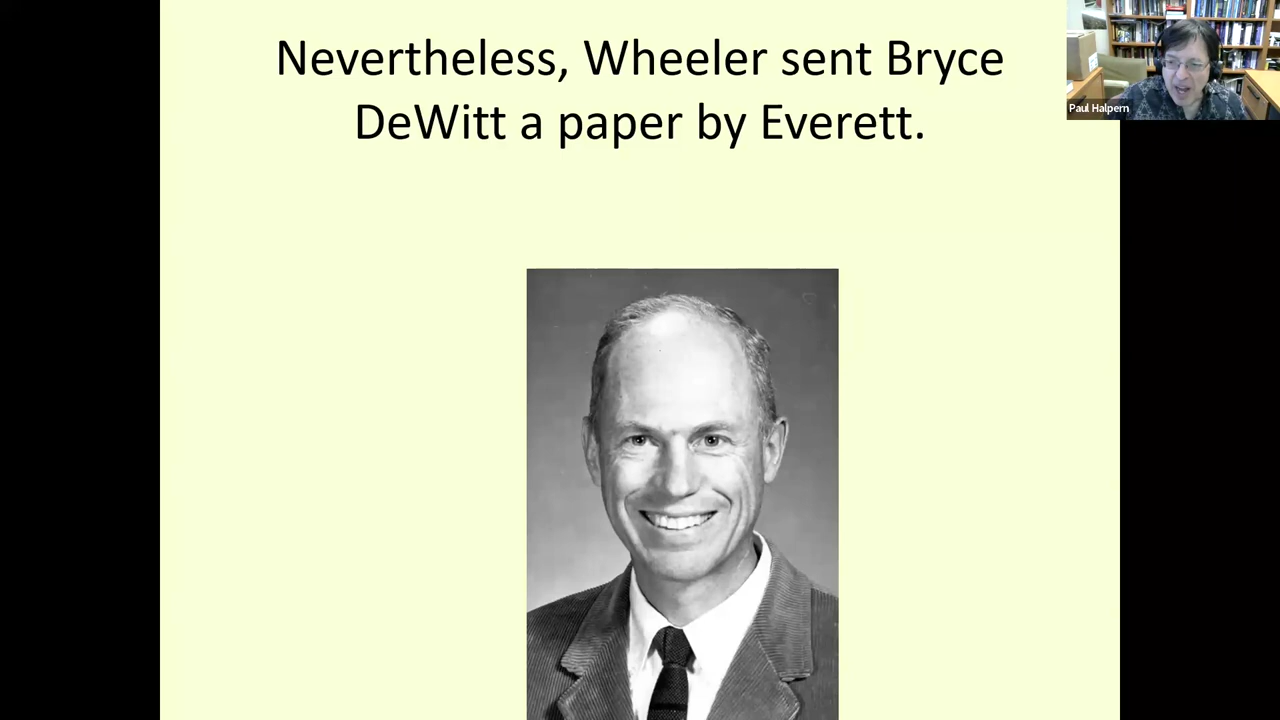 Nevertheless, Wheeler sent Bryce
DeWitt a paper by Everett.
Paul Halpern